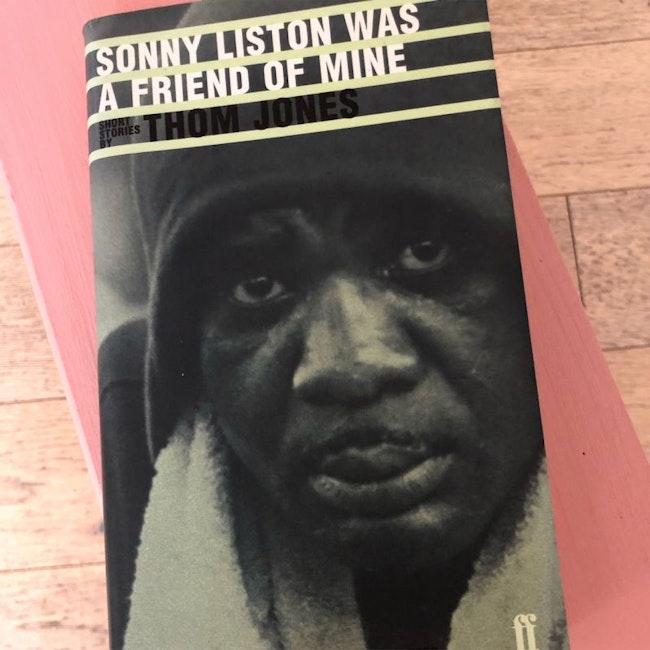 SONNY LISTON WAS
A FRIEND OF MINE
SHORT
STORIES
BY
THOM JONES
ff